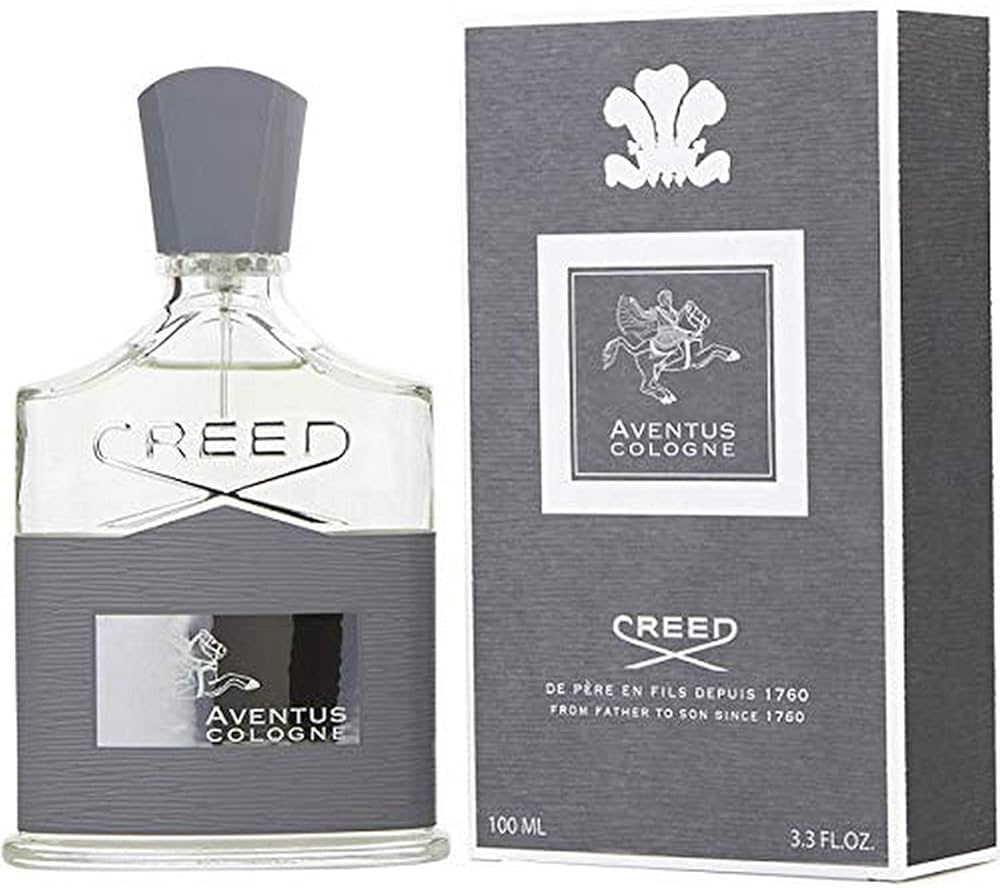 CREED
AVENTUS
COLOGNE
AVENTUS
COLOGNE
CREED
DE PÈRE EN FILS DEPUIS 1760
FROM FATHER TO SON SINCE 1760
100 ML
3.3 FL.OZ.